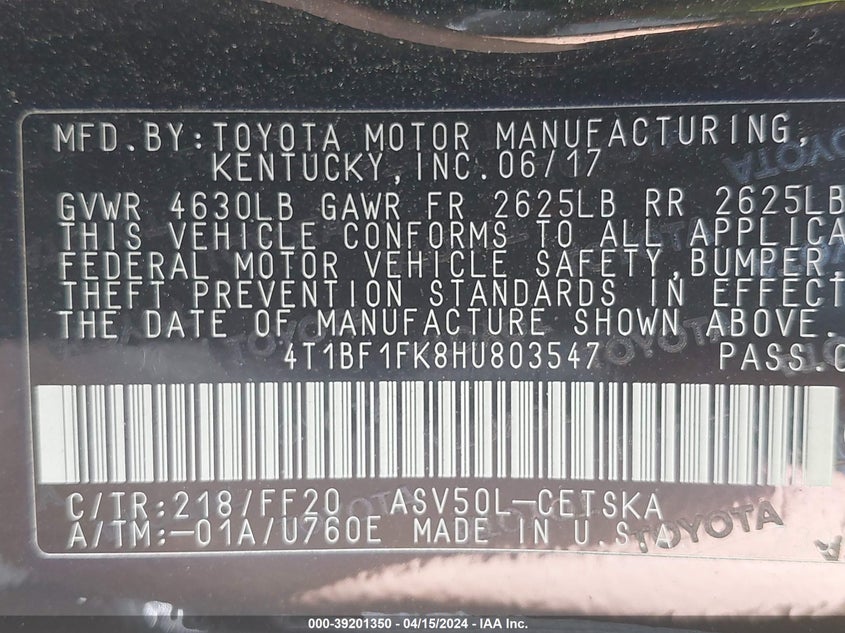 MFD.BY:TOYOTA MOTOR MANUFACTURING,
KENTUCKY,INC.06/17
GVWR 4630LB GAWR FR 2625LB RR 2625LB
THIS VEHICLE CONFORMS TO ALL APPLICA
FEDERAL MOTOR VEHICLE SAFETY,BUMPER,
THEFT PREVENTION STANDARDS IN EFFECT
THE DATE OF MANUFACTURE SHOWN ABOVE.
4T1BF1FK8HU803547 PASS.C
C/TR:218/FF20 ASV50L-CETSKA
A/TM:-01A/U760E MADE IN U.S.A
TOYOTA
000-39201350 - 04/15/2024 - IAA Inc.